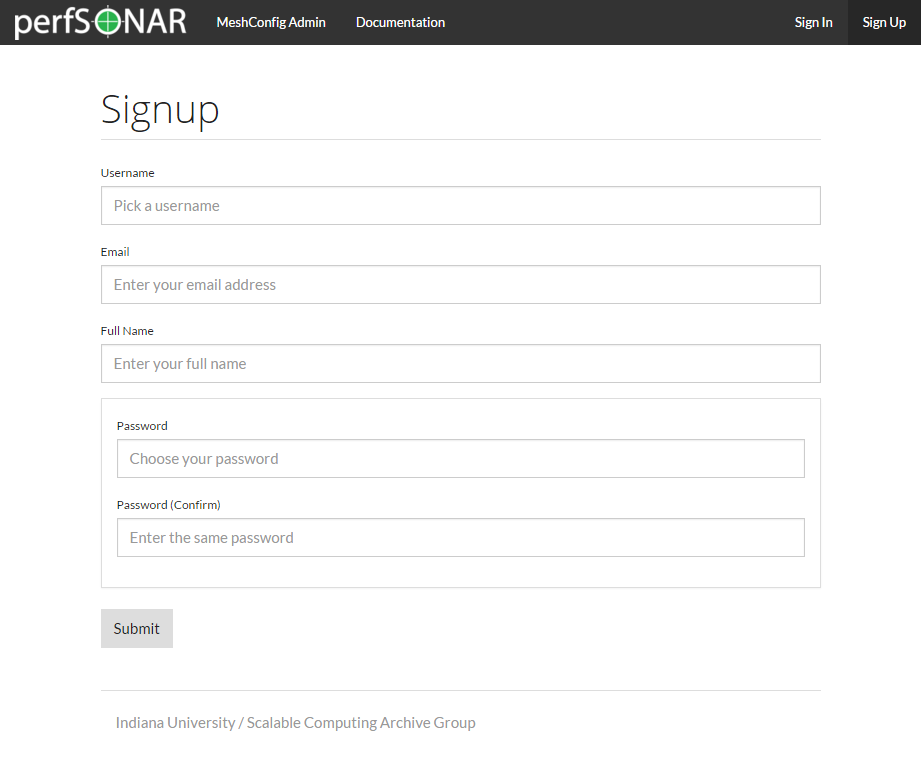 perfSONAR MeshConfig Admin Documentation Sign In Sign Up
Signup
Username
Pick a username
Email
Enter your email address
Full Name
Enter your full name
Password
Choose your password
Password (Confirm)
Enter the same password
Submit
Indiana University / Scalable Computing Archive Group